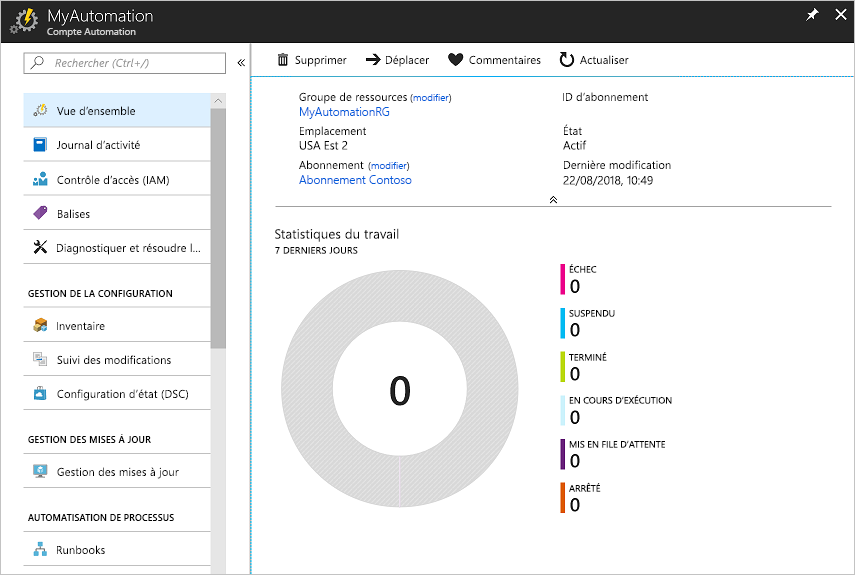 MyAutomation
Compte Automation
Rechercher (Ctrl+/)
Vue d'ensemble
Journal d'activité
Contrôle d'accès (IAM)
Balises
Diagnostiquer et résoudre l...
GESTION DE LA CONFIGURATION
Inventaire
Suivi des modifications
Configuration d'état (DSC)
GESTION DES MISES À JOUR
Gestion des mises à jour
AUTOMATISATION DE PROCESSUS
Runbooks
Supprimer
Déplacer
Commentaires
Actualiser
Groupe de ressources (modifier)
MyAutomationRG
Emplacement
USA Est 2
Abonnement (modifier)
Abonnement Contoso
ID d'abonnement
État
Actif
Dernière modification
22/08/2018, 10:49
Statistiques du travail
7 DERNIERS JOURS
0
ÉCHEC
0
SUSPENDU
0
TERMINÉ
0
EN COURS D'EXÉCUTION
0
MIS EN FILE D'ATTENTE
0
ARRÊTÉ
0